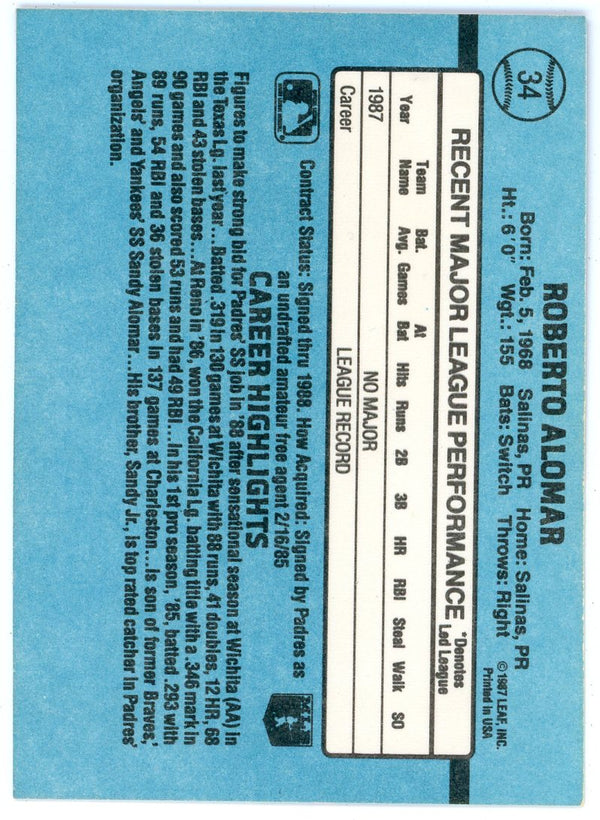 34
ROBERTO ALOMAR
Born: Feb. 5, 1968 Salinas, PR Home: Salinas, PR
Ht.: 6'0" Wgt.: 155 Bats: Switch Throws: Right
©1987 LEAF, INC.
Printed in USA
RECENT MAJOR LEAGUE PERFORMANCE
*Denotes
Led League
Year Team Name Bat. Avg. Games At Bat Hits Runs 2B 3B HR RBI Steal Walk SO
1987 NO MAJOR
Career LEAGUE RECORD
Contract Status: Signed thru 1988. How Acquired: Signed by Padres as
an undrafted amateur free agent 2/16/85
CAREER HIGHLIGHTS
Figures to make strong bid for Padres' SS job in '88 after sensational season at Wichita (AA) in
the Texas Lg. last year...Batted .319 in 130 games at Wichita with 88 runs, 41 doubles, 12 HR, 68
RBI and 43 stolen bases...At Reno in '86, won the California Lg. batting title with a .346 mark in
90 games and also scored 53 runs and had 49 RBI...In his 1st pro season, '85, batted .293 with
89 runs, 54 RBI and 36 stolen bases in 137 games at Charleston...Is son of former Braves,'
Angels' and Yankees' SS Sandy Alomar...His brother, Sandy Jr., is top rated catcher in Padres'
organization.